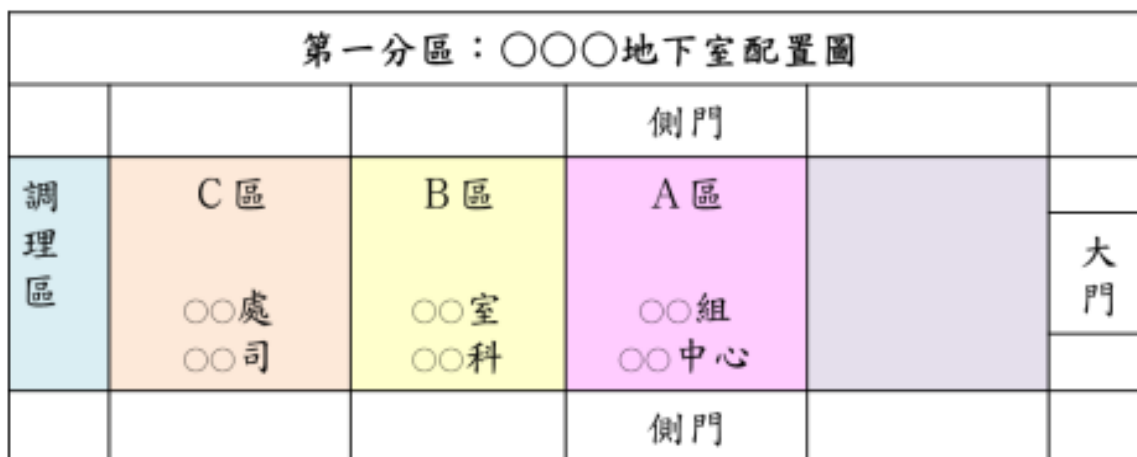 第一分區：○○○地下室配置圖
側門
調理區
C區
○○處
○○司
B區
○○室
○○科
A區
○○組
○○中心
大門
側門